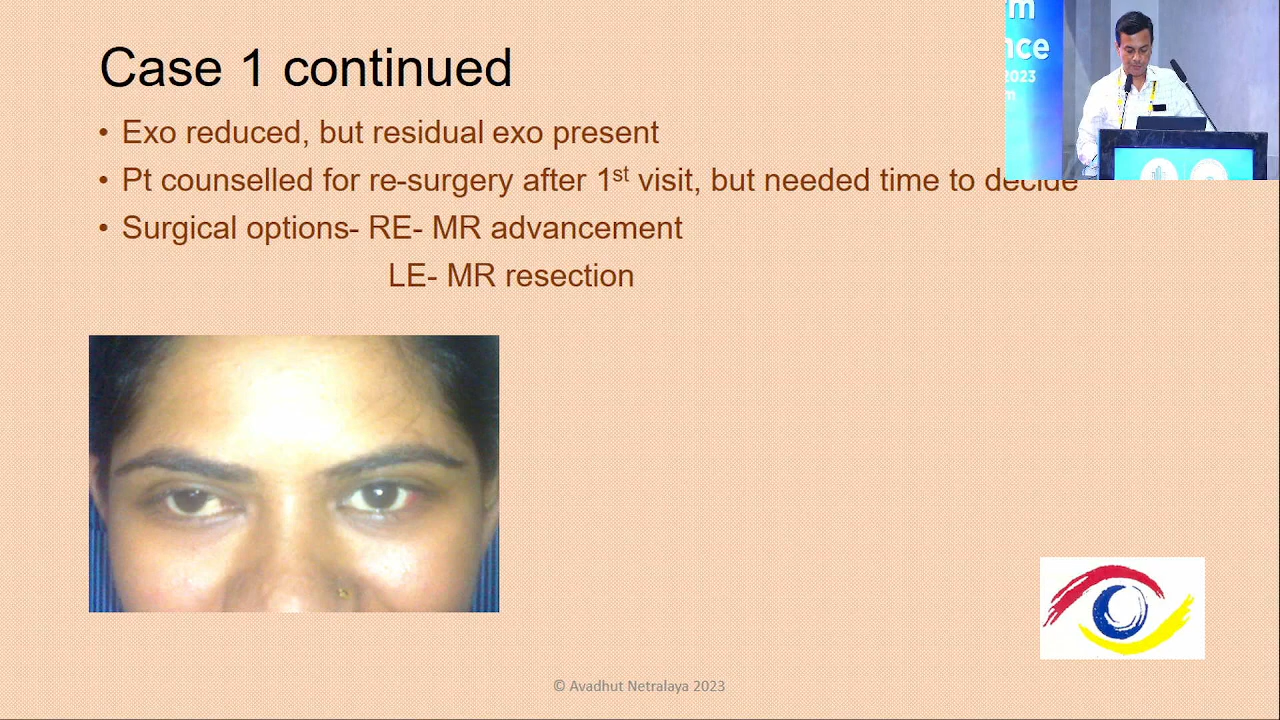 Case 1 continued
• Exo reduced, but residual exo present
• Pt counselled for re-surgery after 1st visit, but needed time to decide
• Surgical options- RE- MR advancement
LE- MR resection
2023
© Avadhut Netralaya 2023